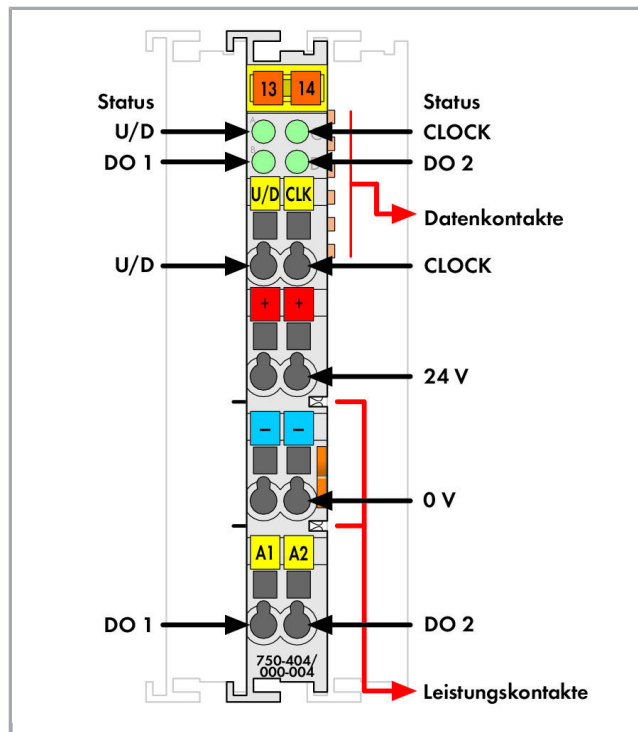 13 14
Status Status
U/D A C CLOCK
DO 1 B D DO 2
U/D CLK
Datenkontakte
U/D CLOCK
+ +
24 V
− −
0 V
A1 A2
DO 1 DO 2
750-404/
000-004
Leistungskontakte